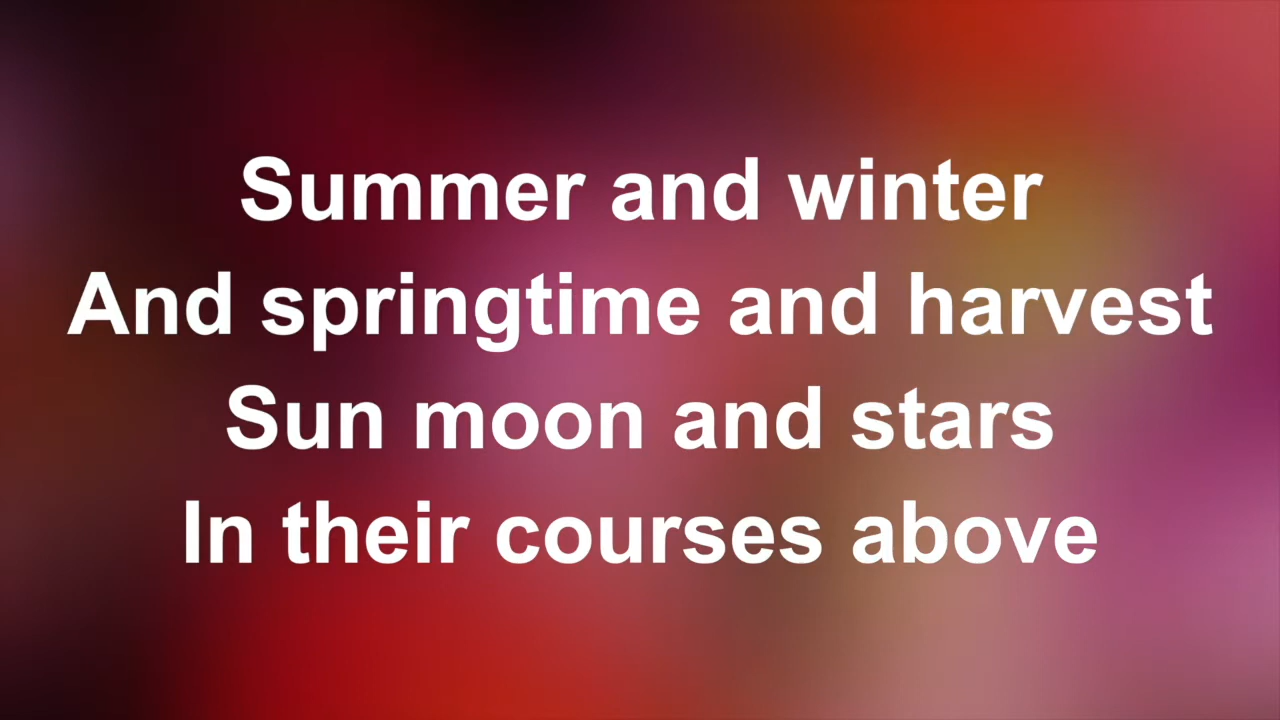 Summer and winter
And springtime and harvest
Sun moon and stars
In their courses above